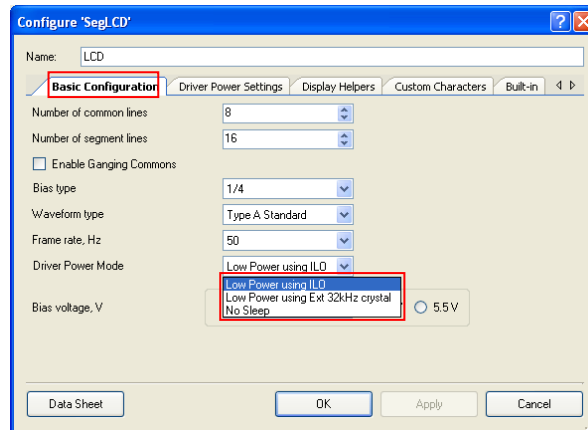 Configure 'SegLCD'
Name: LCD
Basic Configuration Driver Power Settings Display Helpers Custom Characters Built-in
Number of common lines 8
Number of segment lines 16
Enable Ganging Commons
Bias type 1/4
Waveform type Type A Standard
Frame rate, Hz 50
Driver Power Mode Low Power using ILO
Low Power using ILO
Low Power using Ext 32kHz crystal
Bias voltage, V 5.5 V
No Sleep
Data Sheet OK Apply Cancel